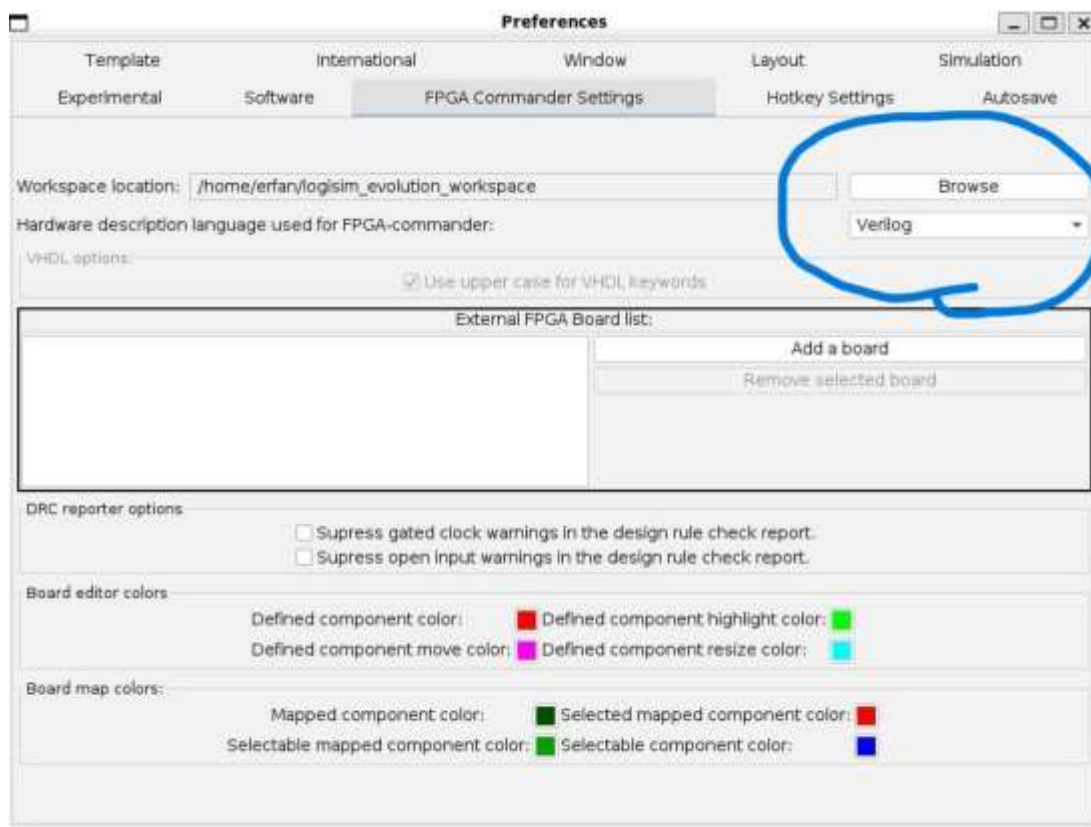 Preferences
Template International Window Layout Simulation
Experimental Software FPGA Commander Settings Hotkey Settings Autosave
Workspace location: /home/erfan/logisim_evolution_workspace Browse
Hardware description language used for FPGA-commander: Verilog
VHDL options:
Use upper case for VHDL keywords
External FPGA Board list:
Add a board
Remove selected board
DRC reporter options
Supress gated clock warnings in the design rule check report.
Supress open input warnings in the design rule check report.
Board editor colors
Defined component color: Defined component highlight color:
Defined component move color: Defined component resize color:
Board map colors:
Mapped component color: Selected mapped component color:
Selectable mapped component color: Selectable component color: